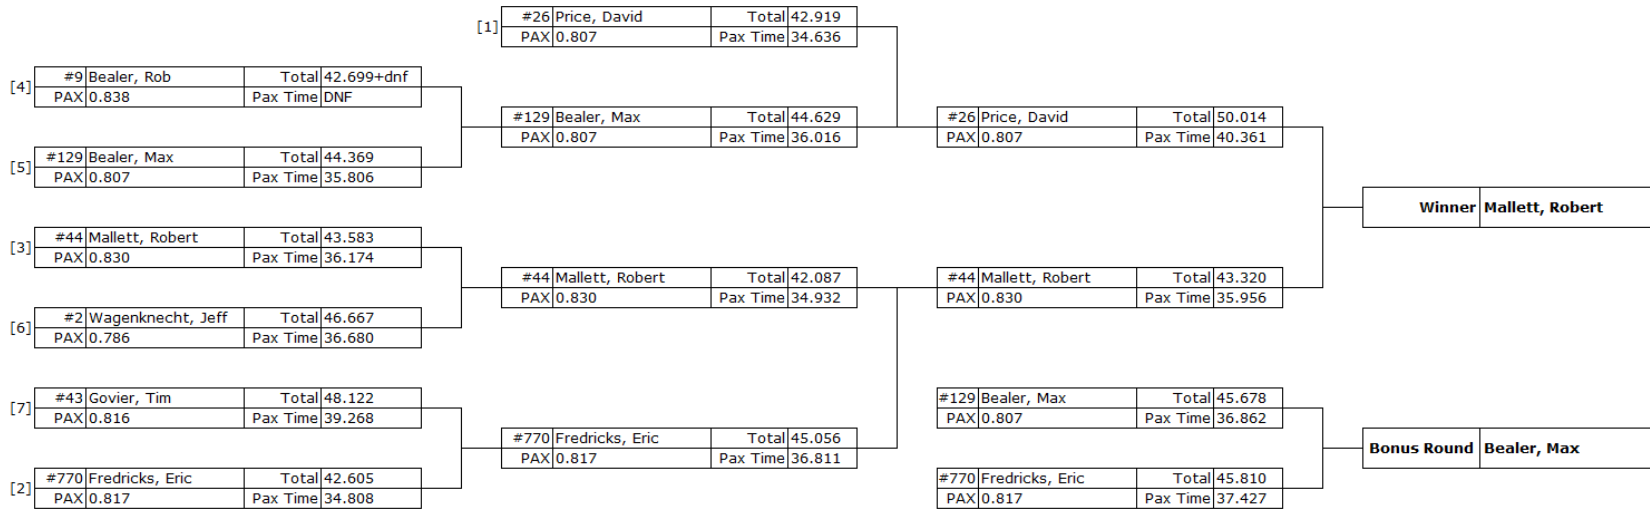 [1] #26 Price, David Total 42.919
PAX 0.807 Pax Time 34.636
[4] #9 Bealer, Rob Total 42.699+dnf
PAX 0.838 Pax Time DNF
#129 Bealer, Max Total 44.629
PAX 0.807 Pax Time 36.016
#26 Price, David Total 50.014
PAX 0.807 Pax Time 40.361
[5] #129 Bealer, Max Total 44.369
PAX 0.807 Pax Time 35.806
Winner Mallett, Robert
[3] #44 Mallett, Robert Total 43.583
PAX 0.830 Pax Time 36.174
#44 Mallett, Robert Total 42.087
PAX 0.830 Pax Time 34.932
#44 Mallett, Robert Total 43.320
PAX 0.830 Pax Time 35.956
[6] #2 Wagenknecht, Jeff Total 46.667
PAX 0.786 Pax Time 36.680
[7] #43 Govier, Tim Total 48.122
PAX 0.816 Pax Time 39.268
#129 Bealer, Max Total 45.678
PAX 0.807 Pax Time 36.862
#770 Fredricks, Eric Total 45.056
PAX 0.817 Pax Time 36.811
Bonus Round Bealer, Max
[2] #770 Fredricks, Eric Total 42.605
PAX 0.817 Pax Time 34.808
#770 Fredricks, Eric Total 45.810
PAX 0.817 Pax Time 37.427